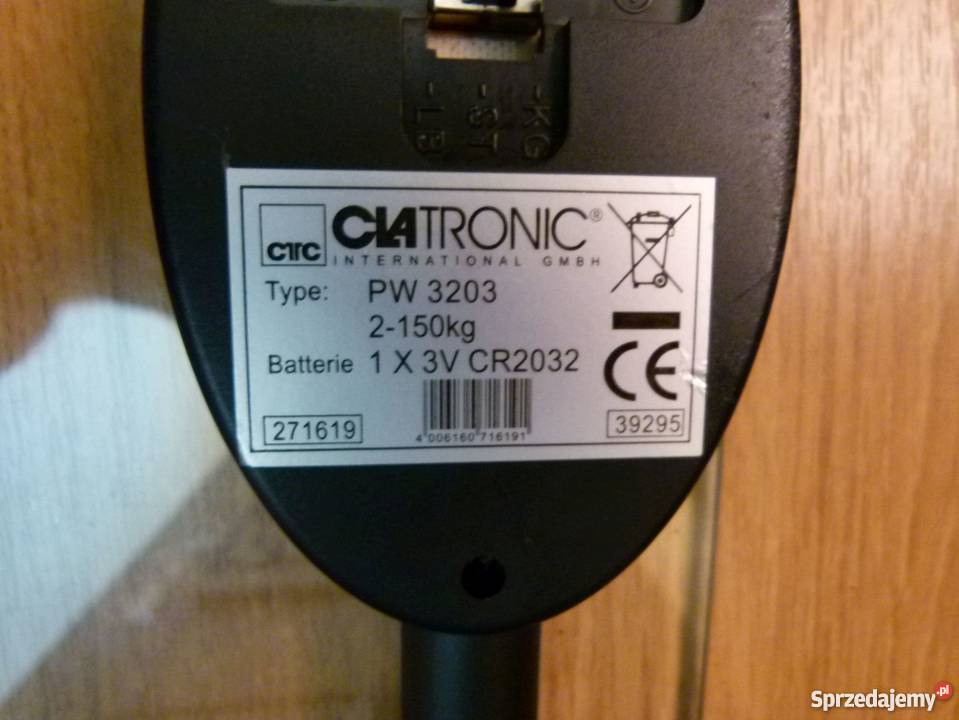 -KG
-ST
-LB
CTC
CLATRONIC®
INTERNATIONAL GMBH
Type: PW 3203
2-150kg
Batterie 1 X 3V CR2032
CE
271619
4 006160 716191
39295
Sprzedajemy.pl